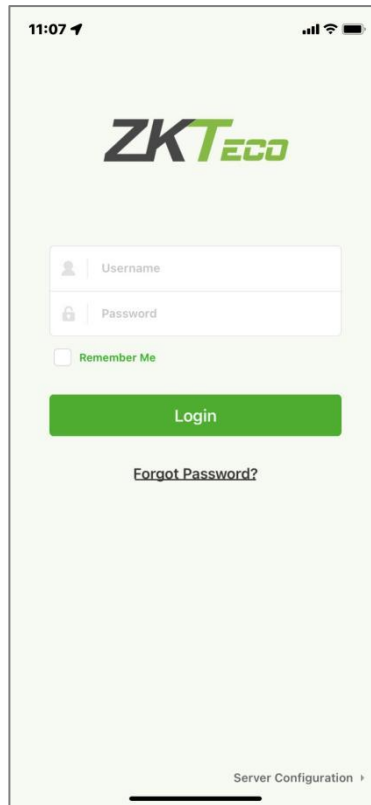 11:07
ZKTECO
Username
Password
Remember Me
Login
Forgot Password?
Server Configuration